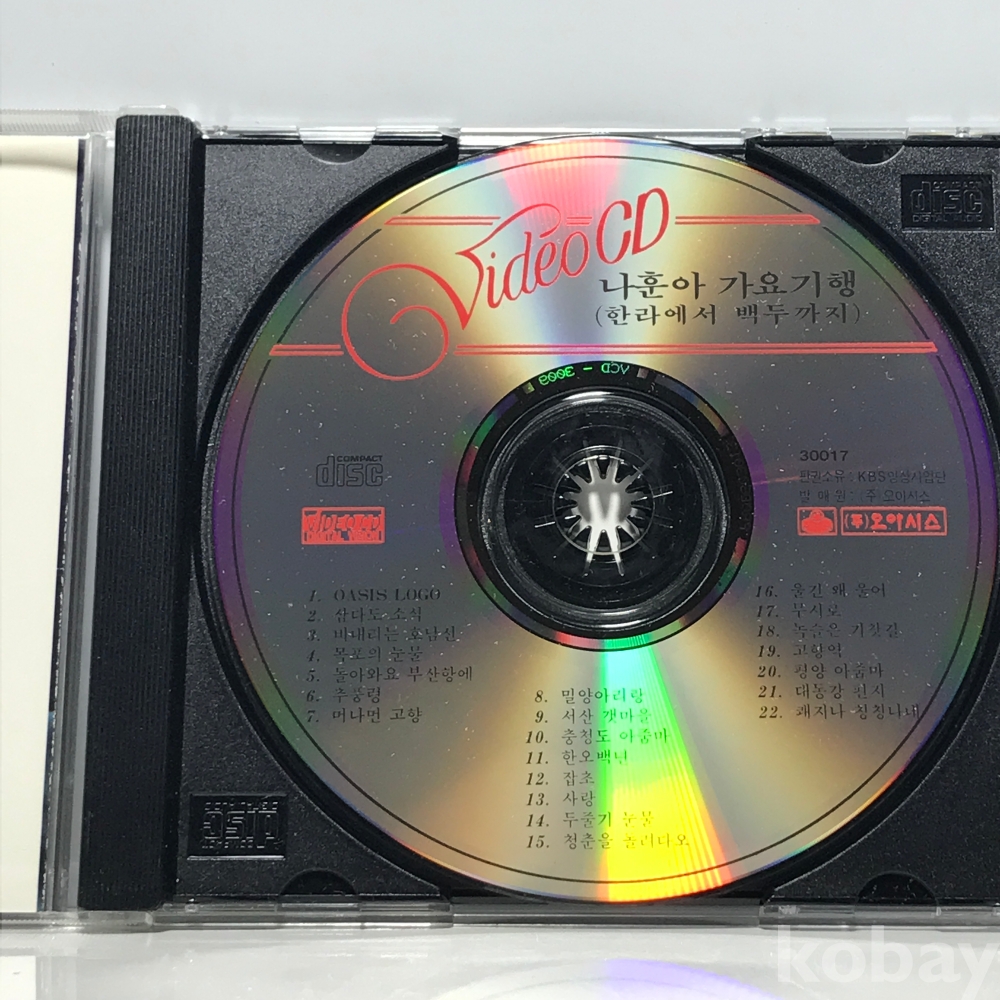 Video CD
나훈아 가요기행
(한라에서 백두까지)
VCD - 3009
COMPACT
disc
DIGITAL VIDEO
30017
판권소유 : KBS영상사업단
발 매 원 : (주) 오아시스
(주)오아시스
1. OASIS LOGO
2. 삼다도 소식
3. 비내리는 호남선
4. 목포의 눈물
5. 돌아와요 부산항에
6. 추풍령
7. 머나먼 고향
8. 밀양아리랑
9. 서산 갯마을
10. 충청도 아줌마
11. 한오백년
12. 잡초
13. 사랑
14. 두줄기 눈물
15. 청춘을 돌려다오
16. 울긴 왜 울어
17. 무시로
18. 녹슬은 기찻길
19. 고향역
20. 평양 아줌마
21. 대동강 편지
22. 쾌지나 칭칭나네
disc
kobay